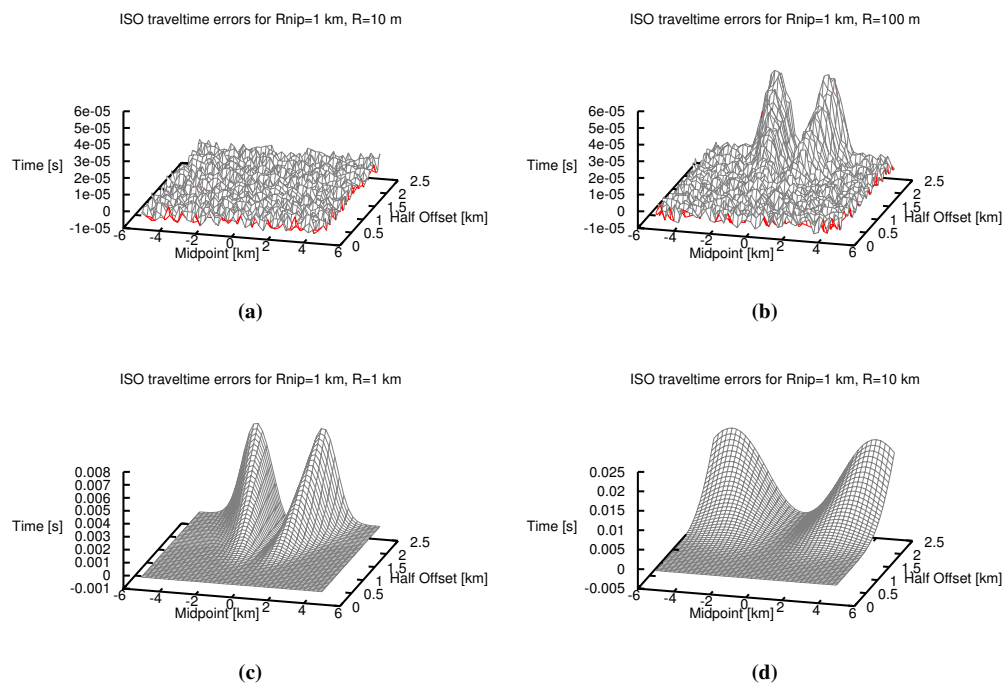 ISO traveltime errors for Rnip=1 km, R=10 m
6e-05
5e-05
4e-05
3e-05
2e-05
1e-05
0
-1e-05
Time [s]
-6
-4
-2
0
2
4
6
Midpoint [km]
0
0.5
1
1.5
2
2.5
Half Offset [km]
(a)
ISO traveltime errors for Rnip=1 km, R=100 m
6e-05
5e-05
4e-05
3e-05
2e-05
1e-05
0
-1e-05
Time [s]
-6
-4
-2
0
2
4
6
Midpoint [km]
0
0.5
1
1.5
2
2.5
Half Offset [km]
(b)
ISO traveltime errors for Rnip=1 km, R=1 km
0.008
0.007
0.006
0.005
0.004
0.003
0.002
0.001
0
-0.001
Time [s]
-6
-4
-2
0
2
4
6
Midpoint [km]
0
0.5
1
1.5
2
2.5
Half Offset [km]
(c)
ISO traveltime errors for Rnip=1 km, R=10 km
0.025
0.02
0.015
0.01
0.005
0
-0.005
Time [s]
-6
-4
-2
0
2
4
6
Midpoint [km]
0
0.5
1
1.5
2
2.5
Half Offset [km]
(d)